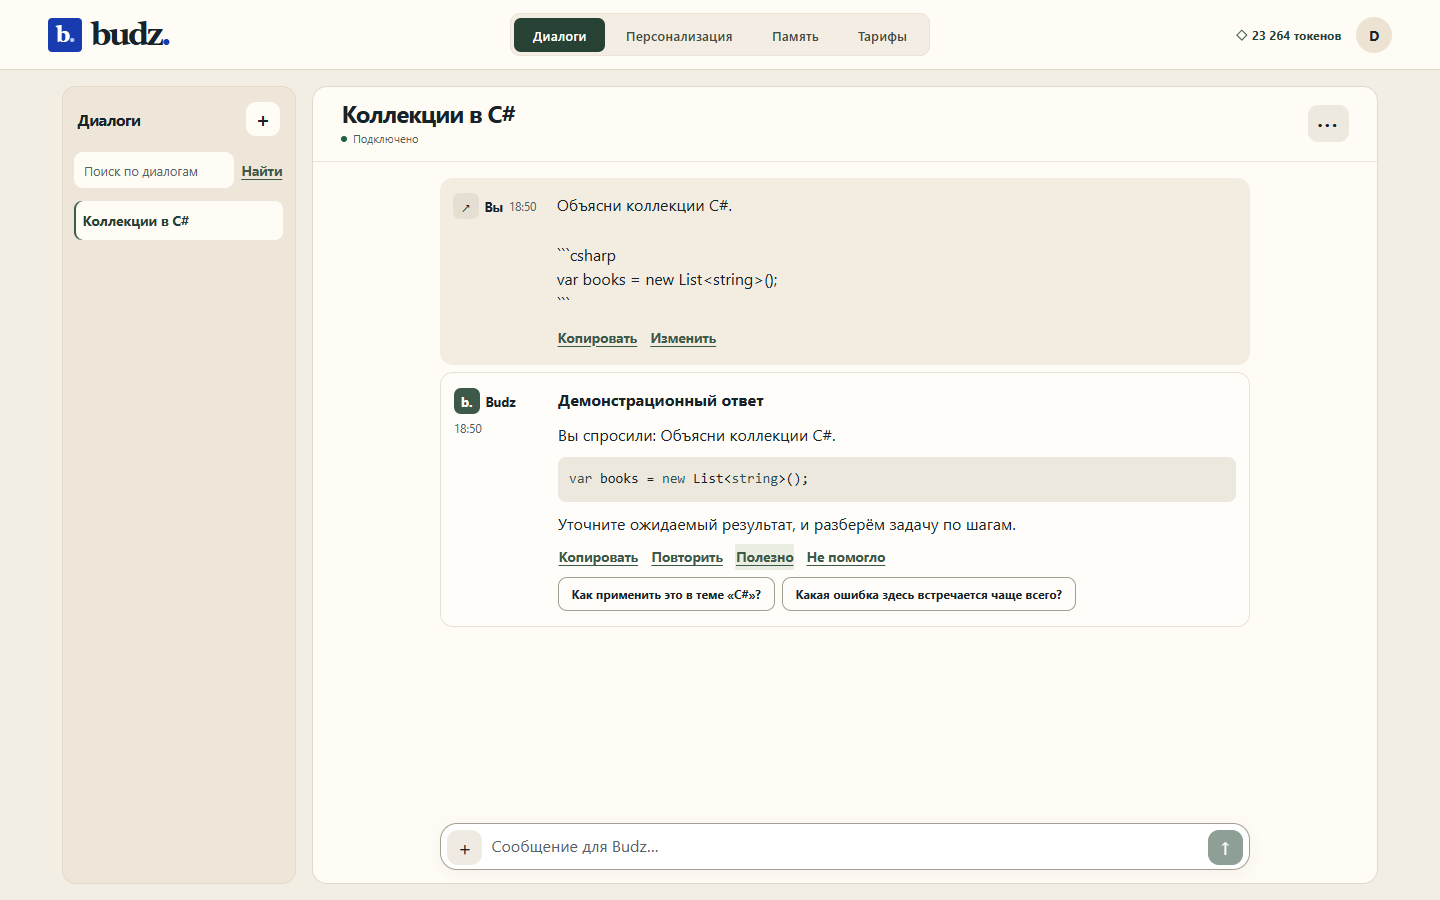 b. budz.
Диалоги Персонализация Память Тарифы
◇ 23 264 токенов D
Диалоги +
Поиск по диалогам Найти
Коллекции в C#
Коллекции в C#
Подключено
...
↗ Вы 18:50
Объясни коллекции C#.
```csharp
var books = new List<string>();
```
Копировать Изменить
b. Budz
18:50
Демонстрационный ответ
Вы спросили: Объясни коллекции C#.
var books = new List<string>();
Уточните ожидаемый результат, и разберём задачу по шагам.
Копировать Повторить Полезно Не помогло
Как применить это в теме «C#»? Какая ошибка здесь встречается чаще всего?
+ Сообщение для Budz... ↑